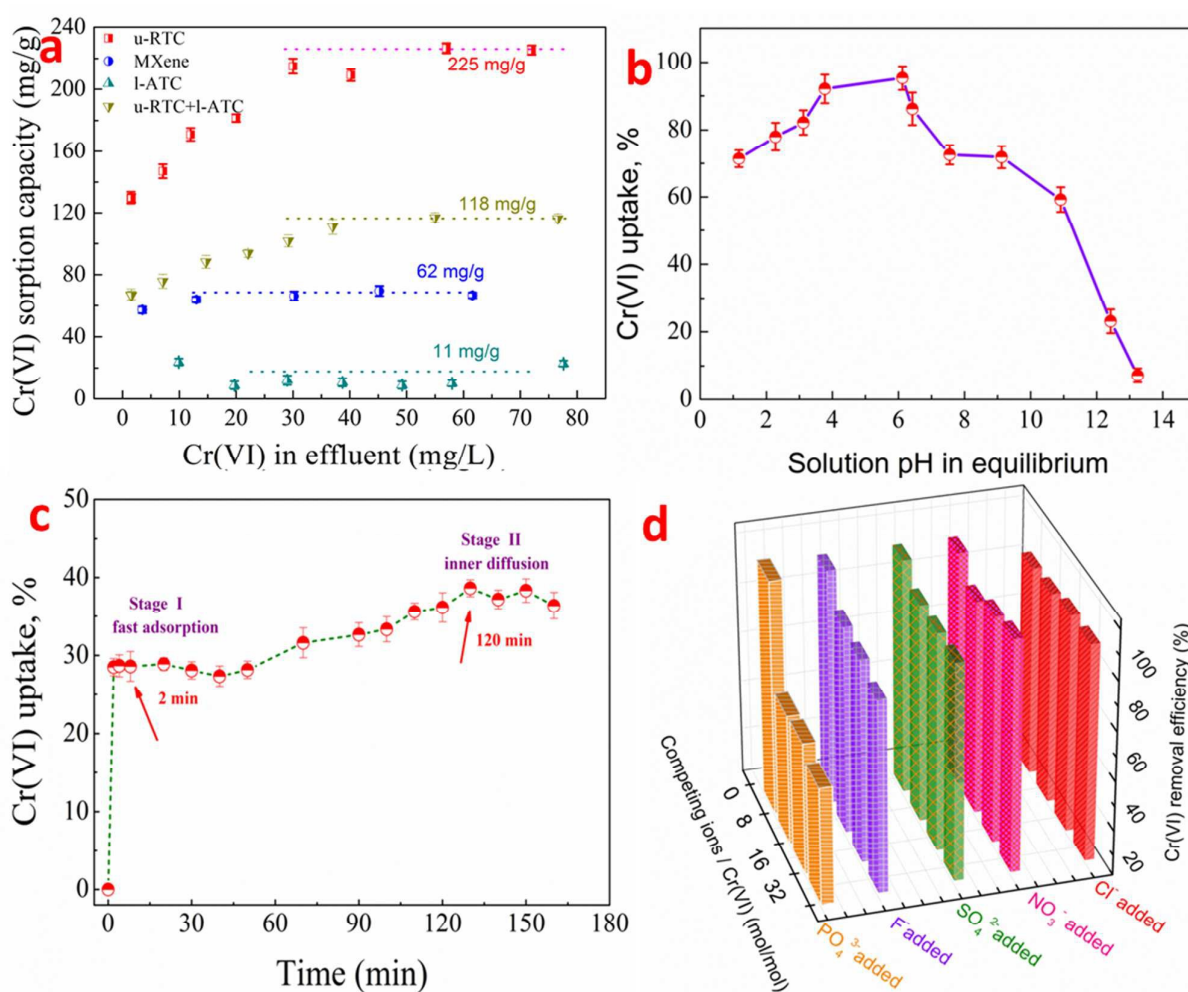 a
u-RTC
MXene
l-ATC
u-RTC+l-ATC
225 mg/g
118 mg/g
62 mg/g
11 mg/g
240
200
160
120
80
40
0
0 10 20 30 40 50 60 70 80
Cr(VI) sorption capacity (mg/g)
Cr(VI) in effluent (mg/L)
b
100
80
60
40
20
0
0 2 4 6 8 10 12 14
Cr(VI) uptake, %
Solution pH in equilibrium
c
50
40
30
20
10
0
0 30 60 90 120 150 180
Stage I
fast adsorption
2 min
Stage II
inner diffusion
120 min
Cr(VI) uptake, %
Time (min)
d
100
80
60
40
20
Cr(VI) removal efficiency (%)
0
8
16
32
Competing ions / Cr(VI) (mol/mol)
PO₄³⁻ added
F⁻added
SO₄²⁻ added
NO₃⁻ added
Cl⁻ added